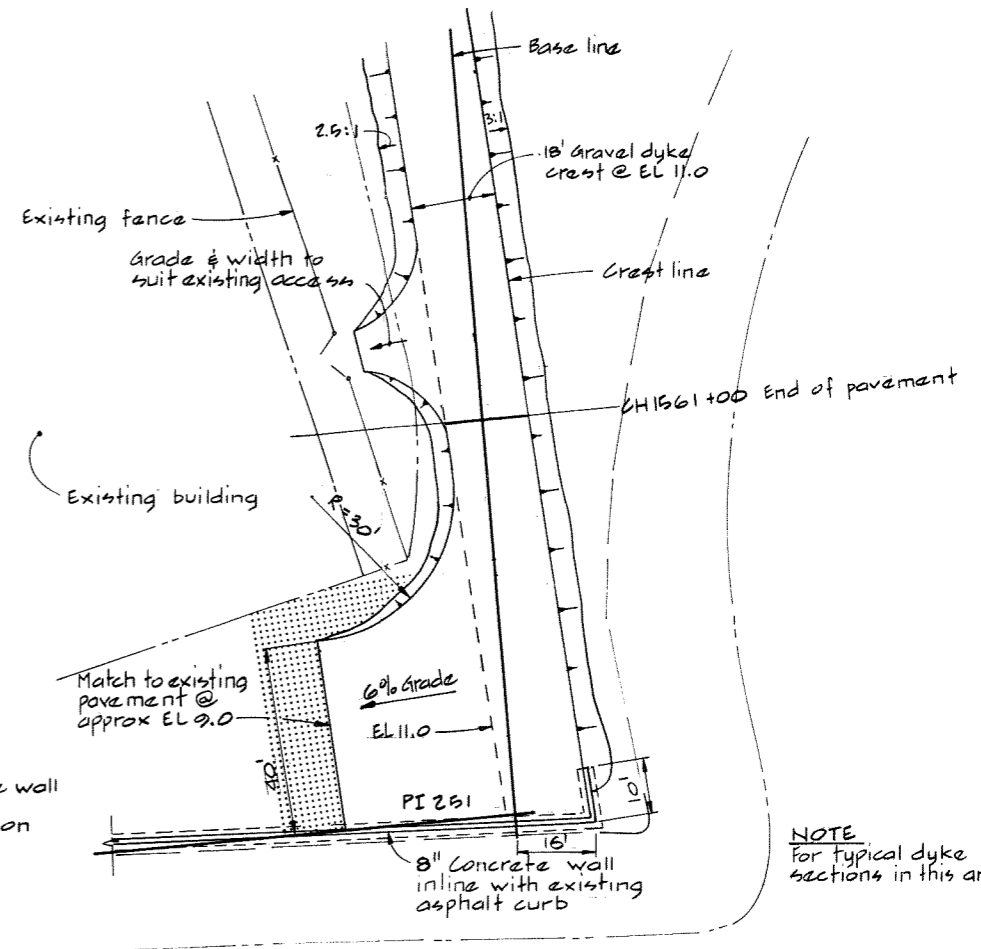 Base line
2.5:1
3:1
18' Gravel dyke
crest @ EL 11.0
Existing fence
Grade & width to
suit existing access
Crest line
CH 1561+00 End of pavement
Existing building
R=30'
Match to existing
pavement @
approx EL 9.0
6% Grade
EL 11.0
40'
wall
on
PI 251
10'
16'
8" Concrete wall
inline with existing
asphalt curb
NOTE
For typical dyke
sections in this